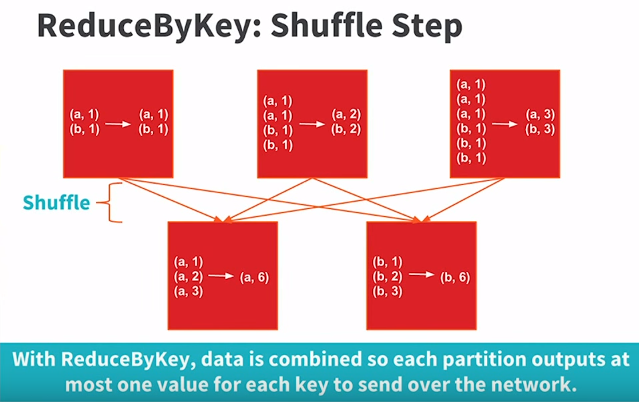 ReduceByKey: Shuffle Step
(a, 1)
(b, 1)
(a, 1)
(b, 1)
(a, 1)
(a, 1)
(b, 1)
(b, 1)
(a, 2)
(b, 2)
(a, 1)
(a, 1)
(a, 1)
(b, 1)
(b, 1)
(b, 1)
(a, 3)
(b, 3)
Shuffle
(a, 1)
(a, 2)
(a, 3)
(a, 6)
(b, 1)
(b, 2)
(b, 3)
(b, 6)
With ReduceByKey, data is combined so each partition outputs at
most one value for each key to send over the network.